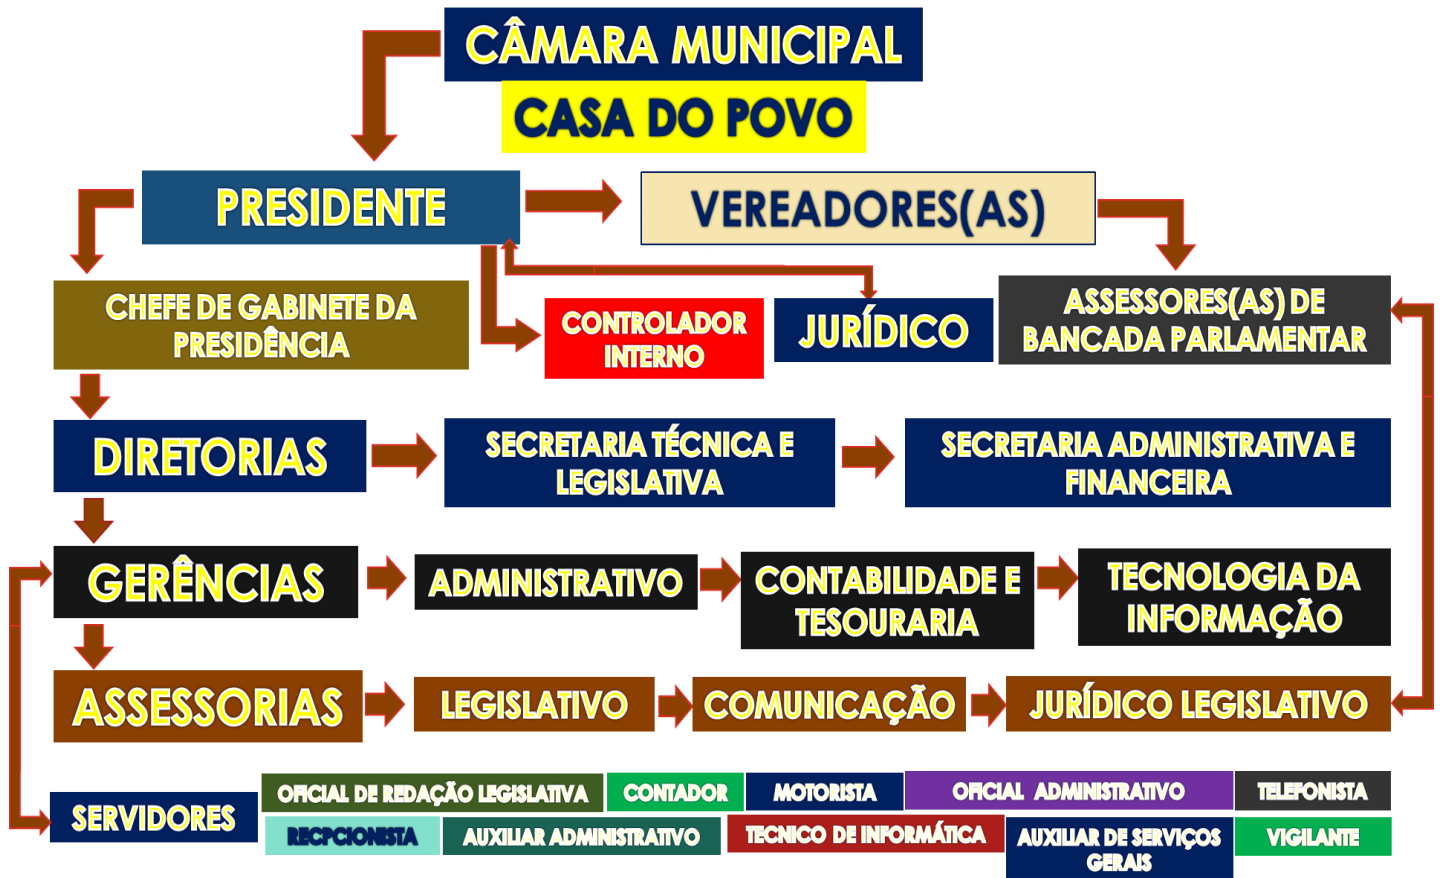 CÂMARA MUNICIPAL
CASA DO POVO
PRESIDENTE
VEREADORES(AS)
CHEFE DE GABINETE DA
PRESIDÊNCIA
CONTROLADOR
INTERNO
JURÍDICO
ASSESSORES(AS) DE
BANCADA PARLAMENTAR
DIRETORIAS
SECRETARIA TÉCNICA E
LEGISLATIVA
SECRETARIA ADMINISTRATIVA E
FINANCEIRA
GERÊNCIAS
ADMINISTRATIVO
CONTABILIDADE E
TESOURARIA
TECNOLOGIA DA
INFORMAÇÃO
ASSESSORIAS
LEGISLATIVO
COMUNICAÇÃO
JURÍDICO LEGISLATIVO
SERVIDORES
OFICIAL DE REDAÇÃO LEGISLATIVA
CONTADOR
MOTORISTA
OFICIAL ADMINISTRATIVO
TELEFONISTA
RECPCIONISTA
AUXILIAR ADMINISTRATIVO
TECNICO DE INFORMÁTICA
AUXILIAR DE SERVIÇOS
GERAIS
VIGILANTE